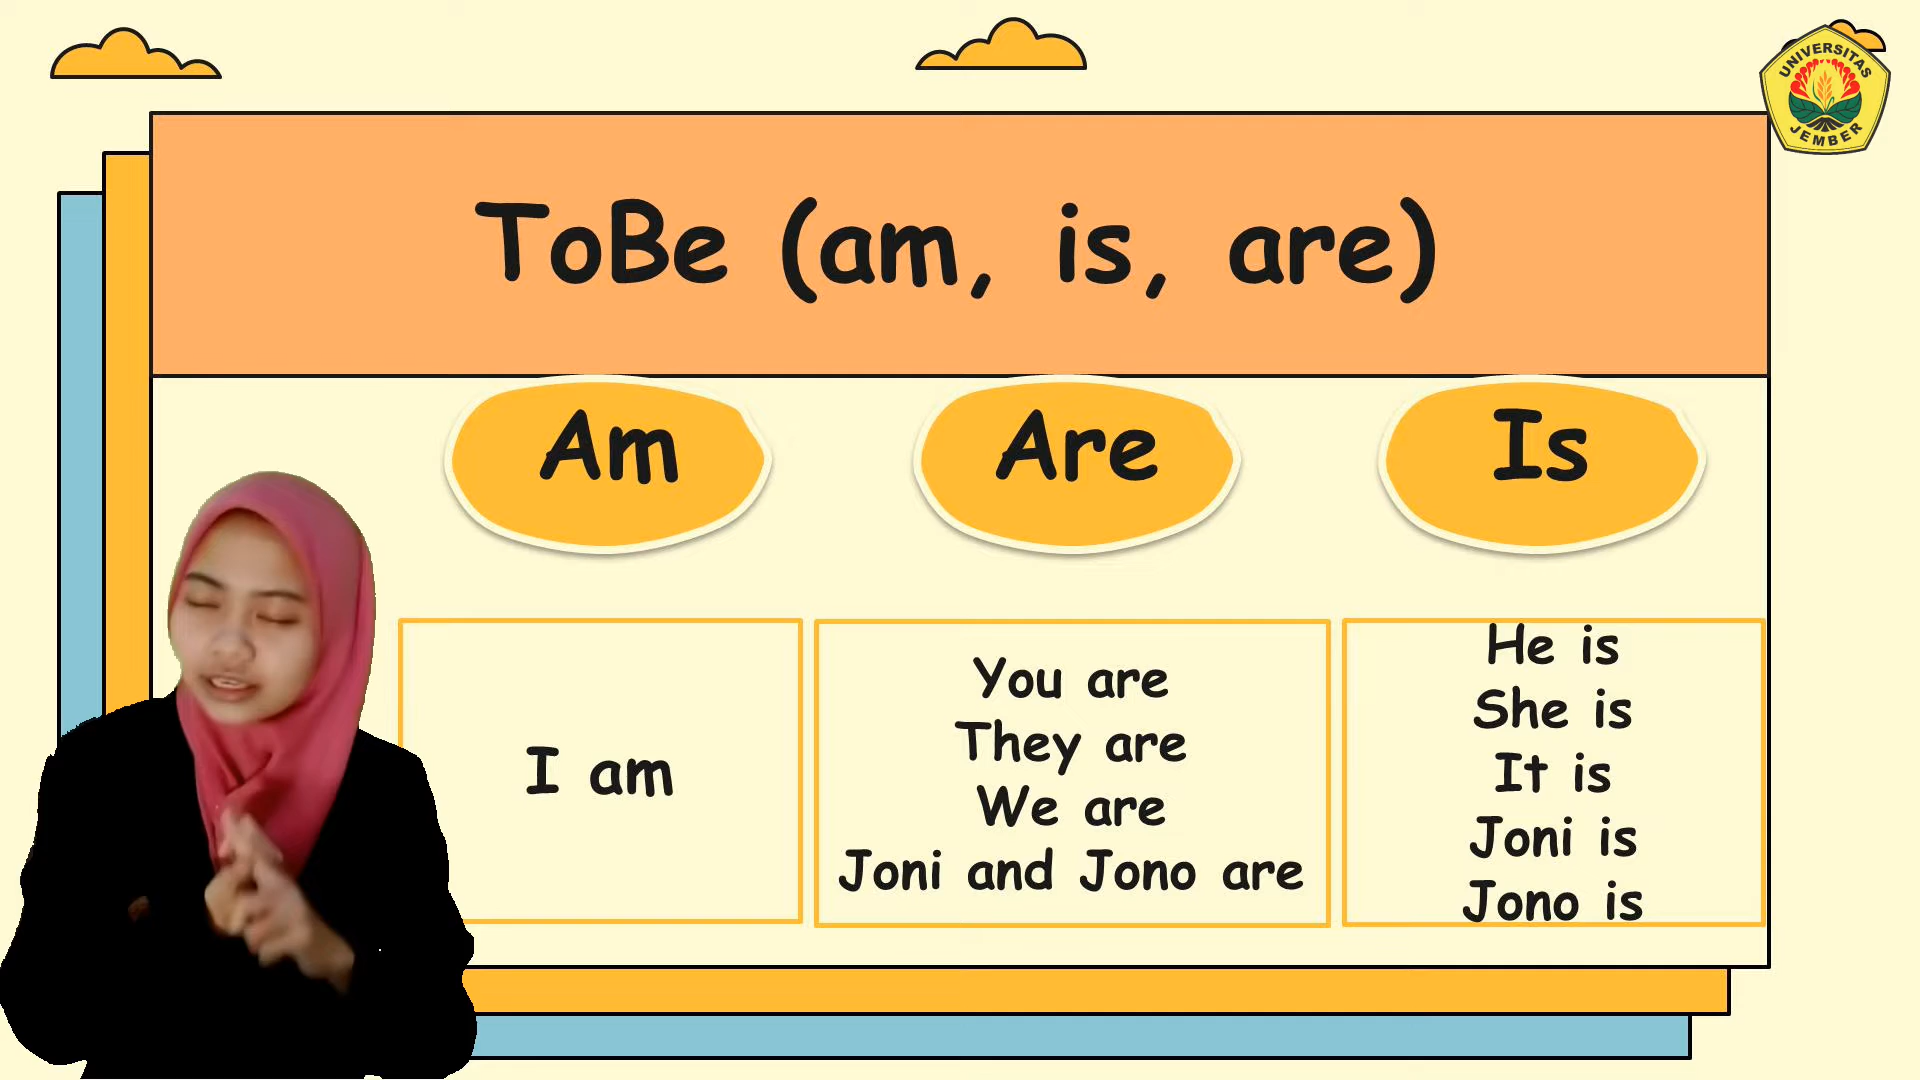 UNIVERSITAS
JEMBER
ToBe (am, is, are)
Am
Are
Is
I am
You are
They are
We are
Joni and Jono are
He is
She is
It is
Joni is
Jono is